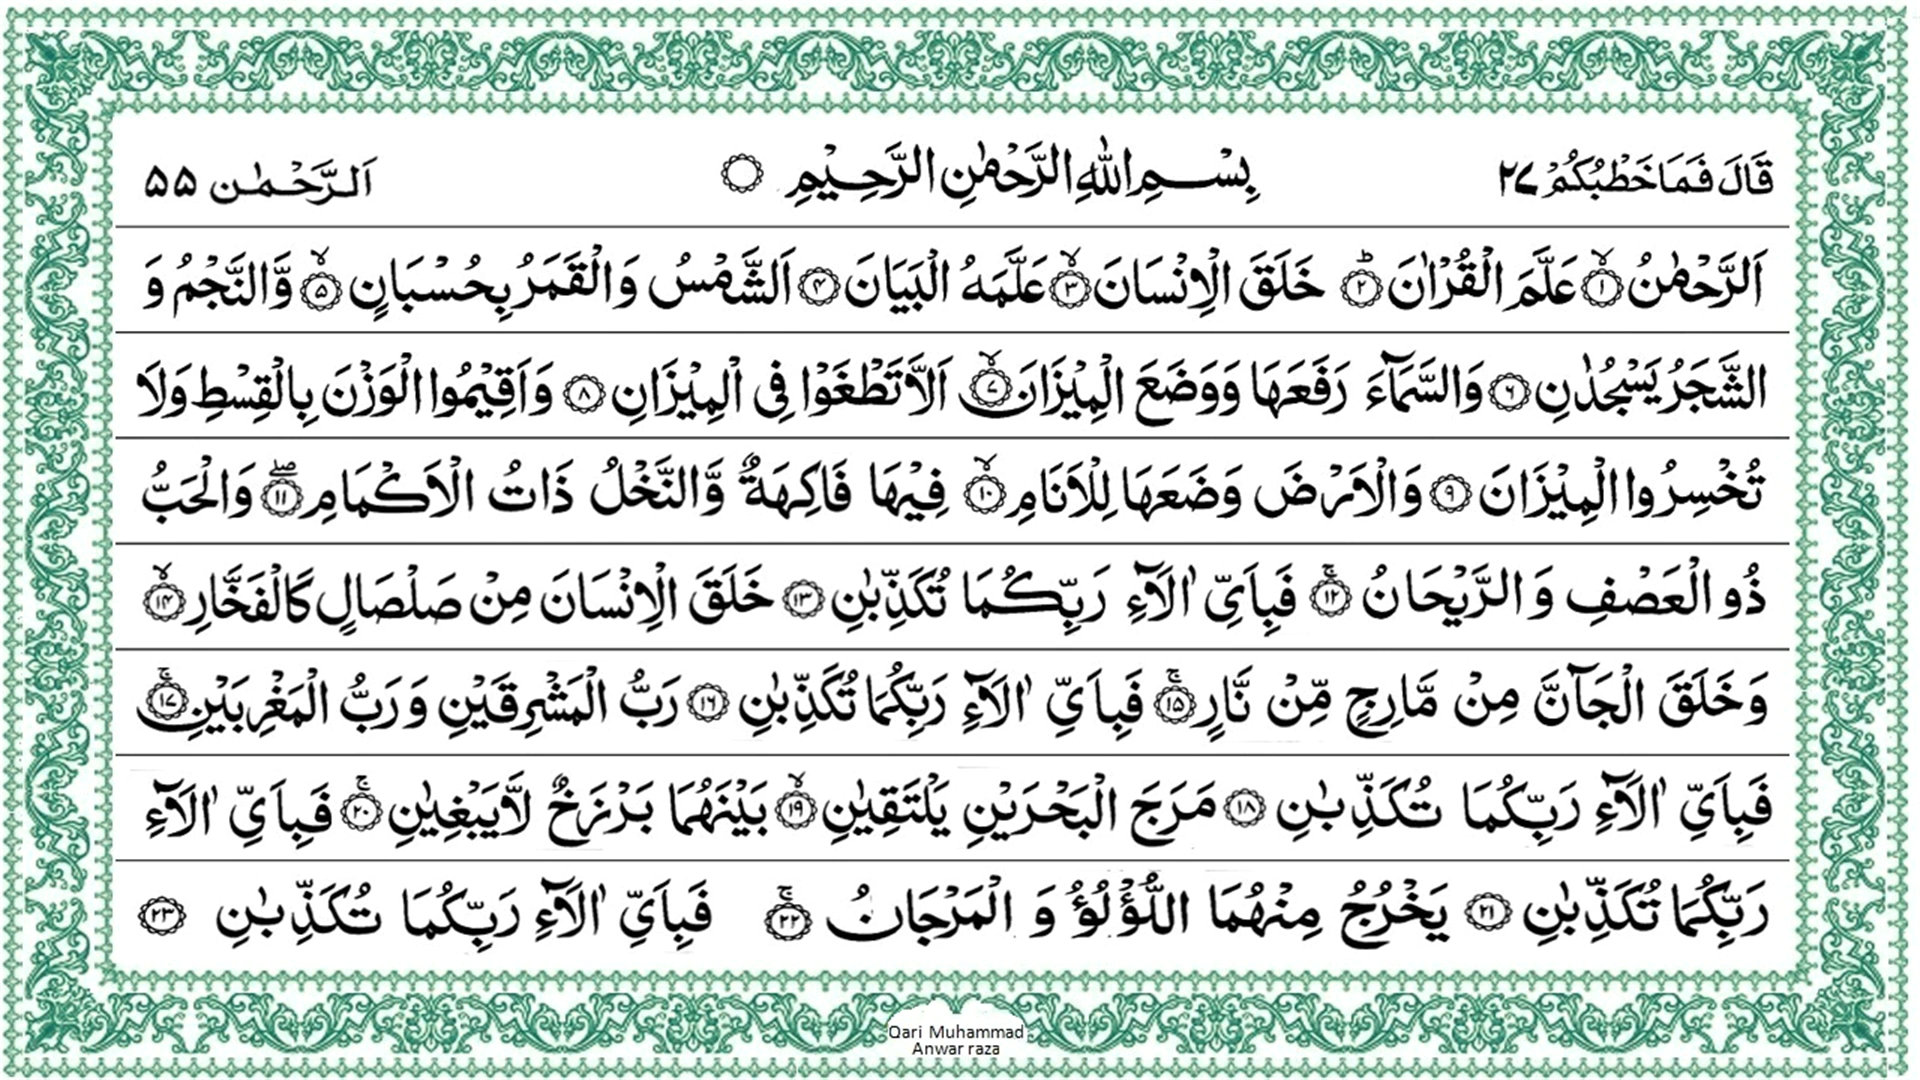 قَالَ فَمَا خَطْبُكُمْ ٢٧ بِسْمِ اللّٰهِ الرَّحْمٰنِ الرَّحِيْمِ ۝ اَلرَّحْمٰن ۵۵
اَلرَّحْمٰنُ ۙ﴿۱﴾ عَلَّمَ الْقُرْاٰنَ ؕ﴿۲﴾ خَلَقَ الْاِنْسَانَ ۙ﴿۳﴾ عَلَّمَهُ الْبَيَانَ ﴿۴﴾ اَلشَّمْسُ وَالْقَمَرُ بِحُسْبَانٍ ۙ﴿۵﴾ وَّالنَّجْمُ وَ
الشَّجَرُ يَسْجُدٰنِ ﴿۶﴾ وَالسَّمَآءَ رَفَعَهَا وَوَضَعَ الْمِيْزَانَ ۙ﴿۷﴾ اَلَّا تَطْغَوْا فِى الْمِيْزَانِ ﴿۸﴾ وَاَقِيْمُوا الْوَزْنَ بِالْقِسْطِ وَلَا
تُخْسِرُوا الْمِيْزَانَ ﴿۹﴾ وَالْاَرْضَ وَضَعَهَا لِلْاَنَامِ ۙ﴿۱۰﴾ فِيْهَا فَاكِهَةٌ وَّالنَّخْلُ ذَاتُ الْاَكْمَامِ ۖ﴿۱۱﴾ وَالْحَبُّ
ذُو الْعَصْفِ وَالرَّيْحَانُ ۚ﴿۱۲﴾ فَبِاَىِّ اٰلَآءِ رَبِّكُمَا تُكَذِّبٰنِ ﴿۱۳﴾ خَلَقَ الْاِنْسَانَ مِنْ صَلْصَالٍ كَالْفَخَّارِ ۙ﴿۱۴﴾
وَخَلَقَ الْجَآنَّ مِنْ مَّارِجٍ مِّنْ نَّارٍ ۚ﴿۱۵﴾ فَبِاَىِّ اٰلَآءِ رَبِّكُمَا تُكَذِّبٰنِ ﴿۱۶﴾ رَبُّ الْمَشْرِقَيْنِ وَرَبُّ الْمَغْرِبَيْنِ ۚ﴿۱۷﴾
فَبِاَىِّ اٰلَآءِ رَبِّكُمَا تُكَذِّبٰنِ ﴿۱۸﴾ مَرَجَ الْبَحْرَيْنِ يَلْتَقِيٰنِ ۙ﴿۱۹﴾ بَيْنَهُمَا بَرْزَخٌ لَّا يَبْغِيٰنِ ۚ﴿۲۰﴾ فَبِاَىِّ اٰلَآءِ
رَبِّكُمَا تُكَذِّبٰنِ ﴿۲۱﴾ يَخْرُجُ مِنْهُمَا اللُّؤْلُؤُ وَ الْمَرْجَانُ ۚ﴿۲۲﴾ فَبِاَىِّ اٰلَآءِ رَبِّكُمَا تُكَذِّبٰنِ ﴿۲۳﴾
Qari Muhammad
Anwar raza